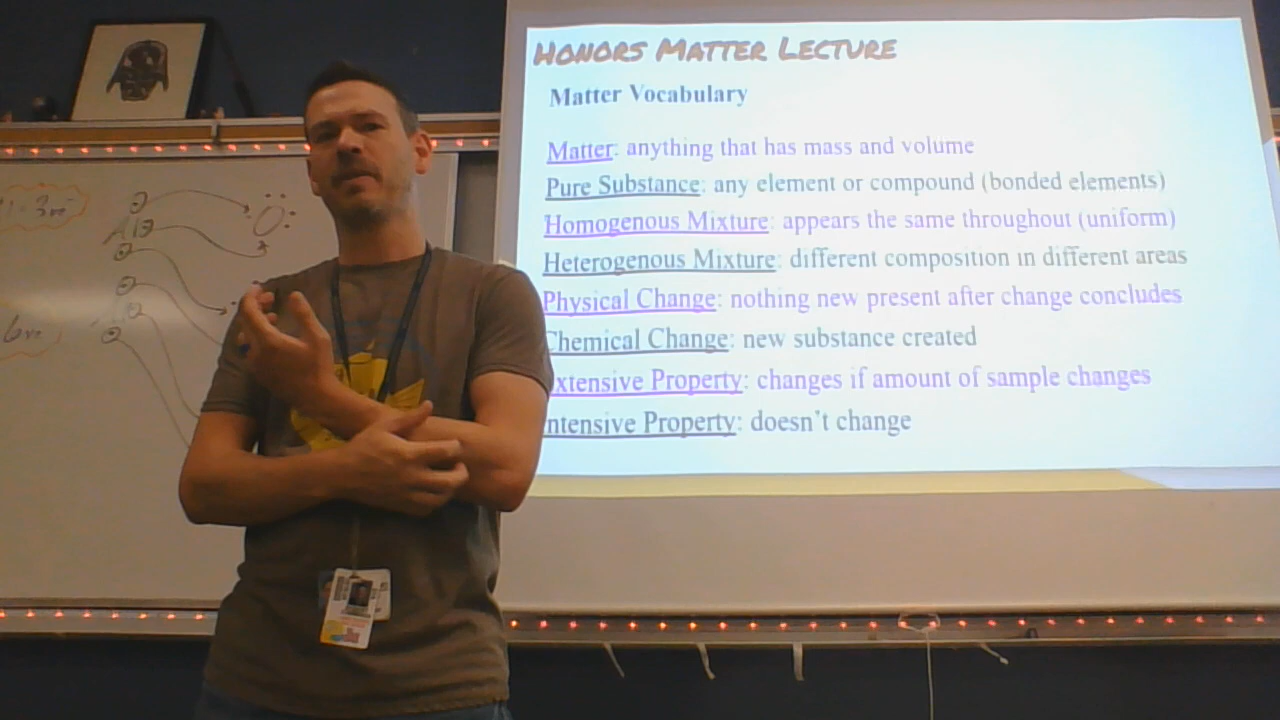 Honors Matter Lecture
Matter Vocabulary
Matter: anything that has mass and volume
Pure Substance: any element or compound (bonded elements)
Homogenous Mixture: appears the same throughout (uniform)
Heterogenous Mixture: different composition in different areas
Physical Change: nothing new present after change concludes
Chemical Change: new substance created
xtensive Property: changes if amount of sample changes
ntensive Property: doesn't change
Al
O